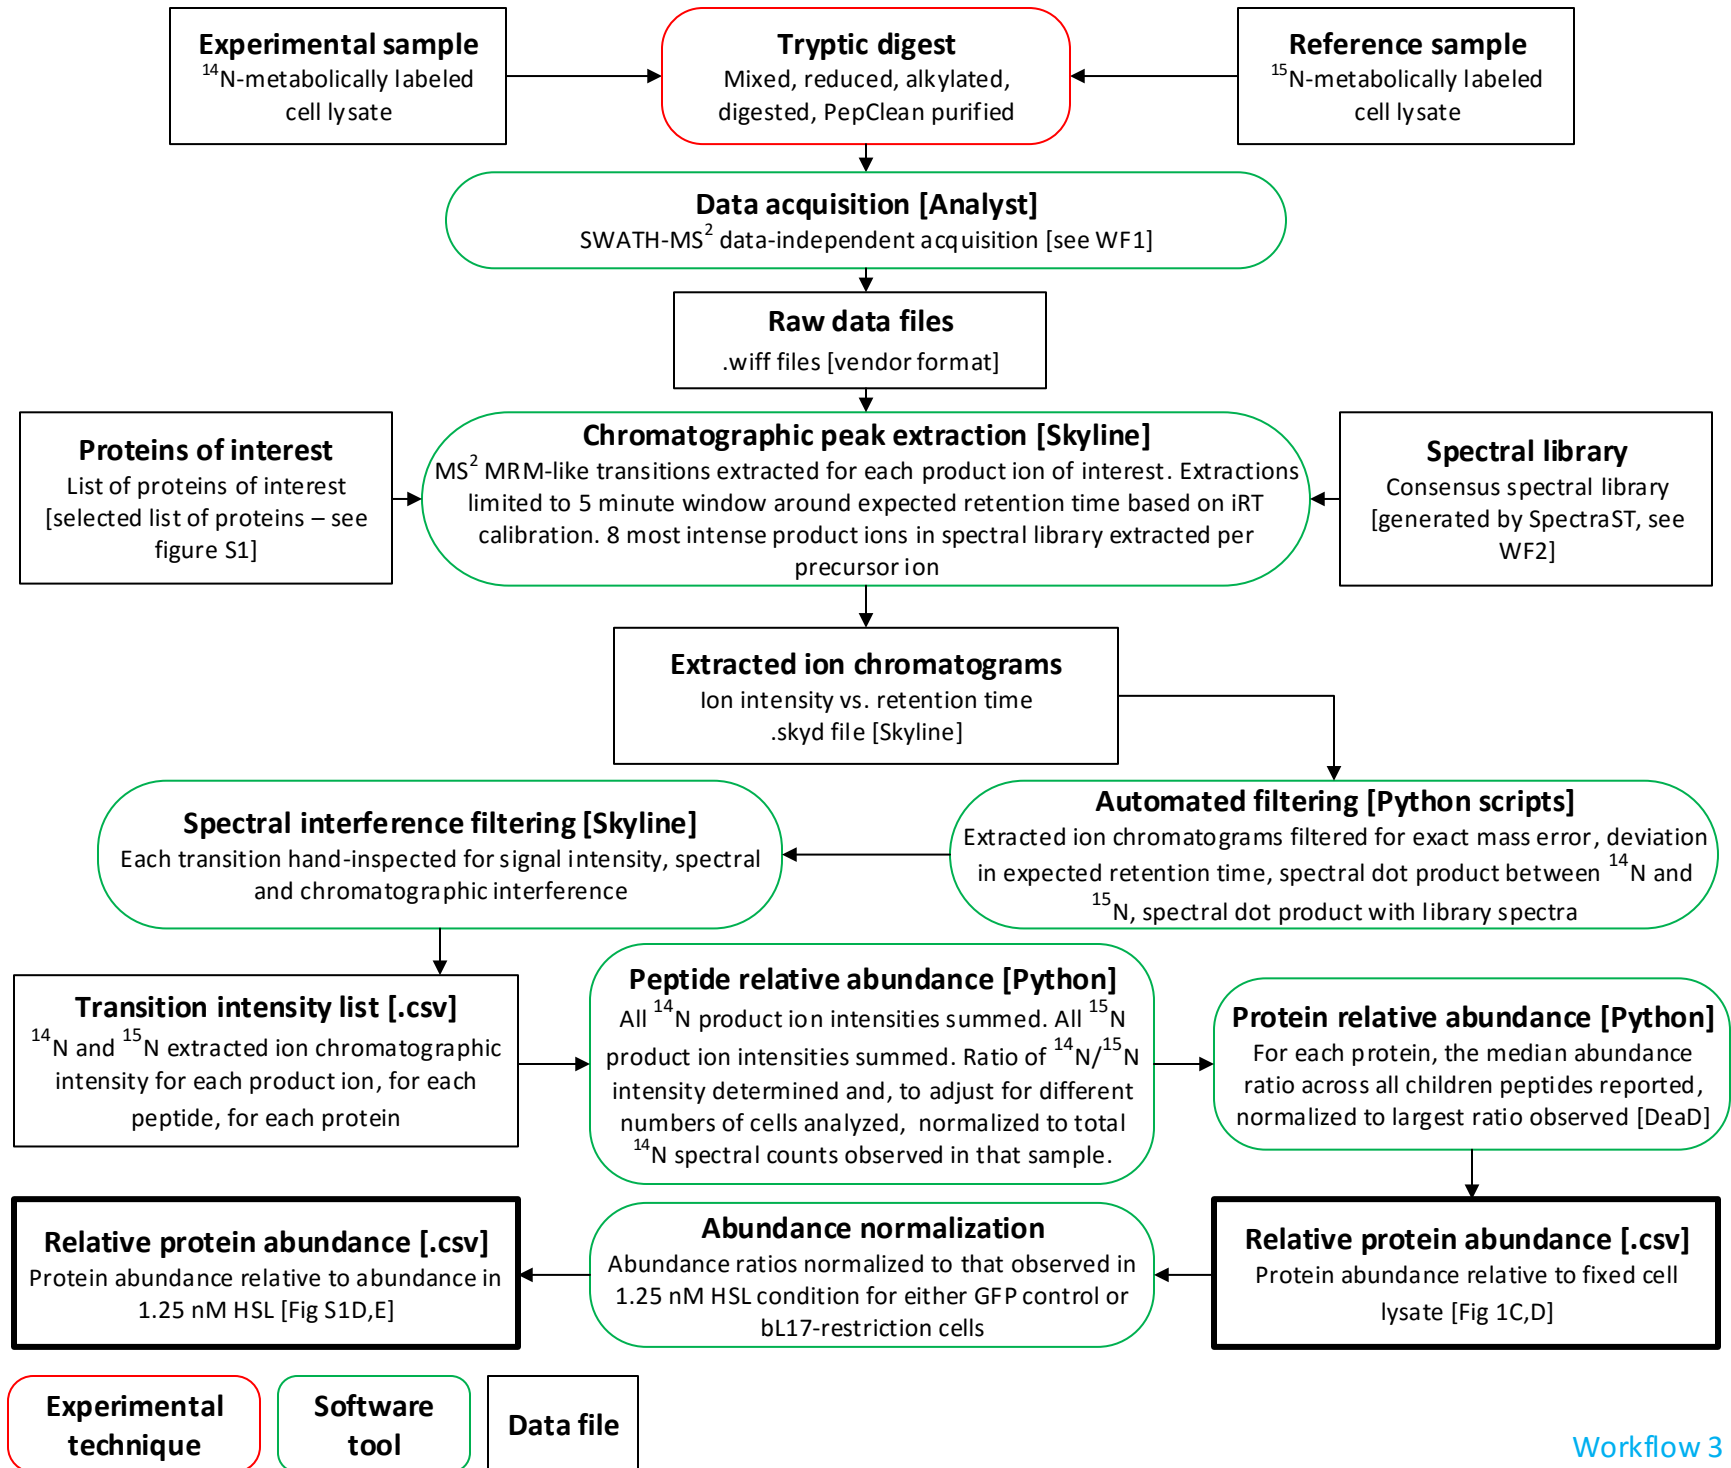 Experimental sample
¹⁴N-metabolically labeled
cell lysate
Tryptic digest
Mixed, reduced, alkylated,
digested, PepClean purified
Reference sample
¹⁵N-metabolically labeled
cell lysate
Data acquisition [Analyst]
SWATH-MS² data-independent acquisition [see WF1]
Raw data files
.wiff files [vendor format]
Proteins of interest
List of proteins of interest
[selected list of proteins – see
figure S1]
Chromatographic peak extraction [Skyline]
MS² MRM-like transitions extracted for each product ion of interest. Extractions
limited to 5 minute window around expected retention time based on iRT
calibration. 8 most intense product ions in spectral library extracted per
precursor ion
Spectral library
Consensus spectral library
[generated by SpectraST, see
WF2]
Extracted ion chromatograms
Ion intensity vs. retention time
.skyd file [Skyline]
Spectral interference filtering [Skyline]
Each transition hand-inspected for signal intensity, spectral
and chromatographic interference
Automated filtering [Python scripts]
Extracted ion chromatograms filtered for exact mass error, deviation
in expected retention time, spectral dot product between ¹⁴N and
¹⁵N, spectral dot product with library spectra
Transition intensity list [.csv]
¹⁴N and ¹⁵N extracted ion chromatographic
intensity for each product ion, for each
peptide, for each protein
Peptide relative abundance [Python]
All ¹⁴N product ion intensities summed. All ¹⁵N
product ion intensities summed. Ratio of ¹⁴N/¹⁵N
intensity determined and, to adjust for different
numbers of cells analyzed, normalized to total
¹⁴N spectral counts observed in that sample.
Protein relative abundance [Python]
For each protein, the median abundance
ratio across all children peptides reported,
normalized to largest ratio observed [DeaD]
Relative protein abundance [.csv]
Protein abundance relative to abundance in
1.25 nM HSL [Fig S1D,E]
Abundance normalization
Abundance ratios normalized to that observed in
1.25 nM HSL condition for either GFP control or
bL17-restriction cells
Relative protein abundance [.csv]
Protein abundance relative to fixed cell
lysate [Fig 1C,D]
Experimental
technique
Software
tool
Data file
Workflow 3